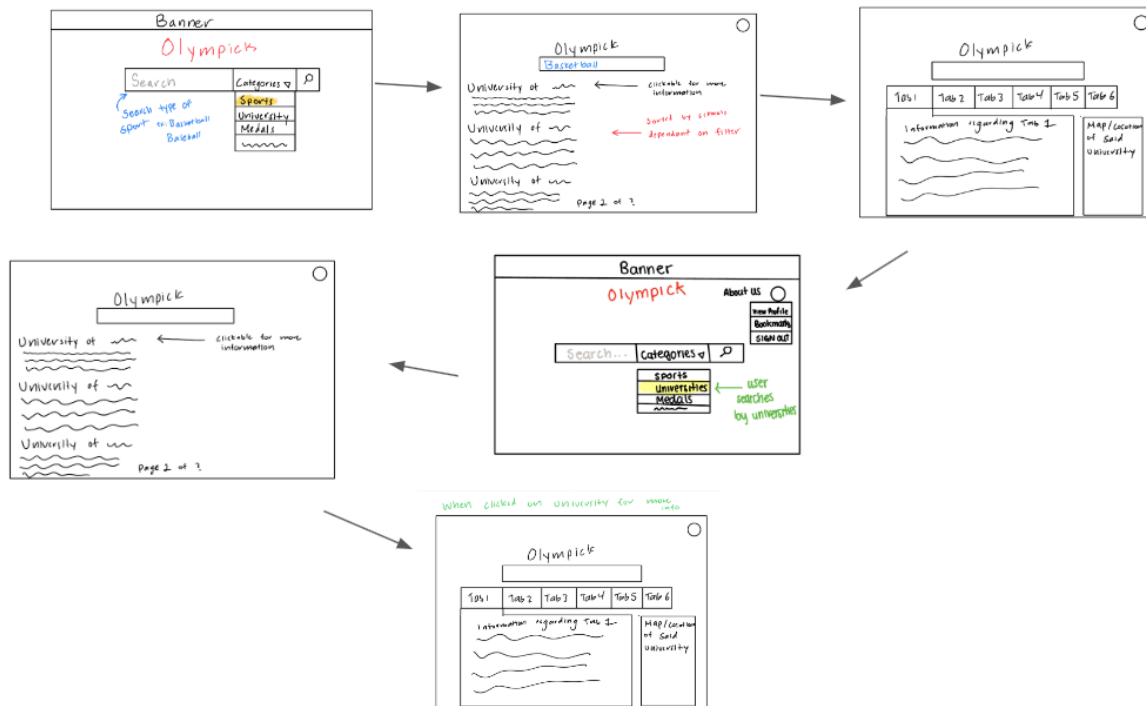 Banner
Olympicks
Search
Categories
Sports
University
Medals
Search type of
sport ex: Basketball
Baseball
Olympick
Basketball
University of
clickable for more
information
University of
Sorted by
dependant on filter
University of
Page 1 of ?
Olympick
Tab 1
Tab 2
Tab 3
Tab 4
Tab 5
Tab 6
Information regarding Tab 1
Map/Location
of said
University
Olympick
University of
clickable for more
information
University of
University of
Page 1 of ?
Banner
Olympick
About us
View Profile
Bookmarks
SIGN OUT
Search...
Categories
Sports
Universities
Medals
user
searches
by universities
When clicked on University for more
info
Olympick
Tab 1
Tab 2
Tab 3
Tab 4
Tab 5
Tab 6
Information regarding Tab 1
Map/Location
of said
University